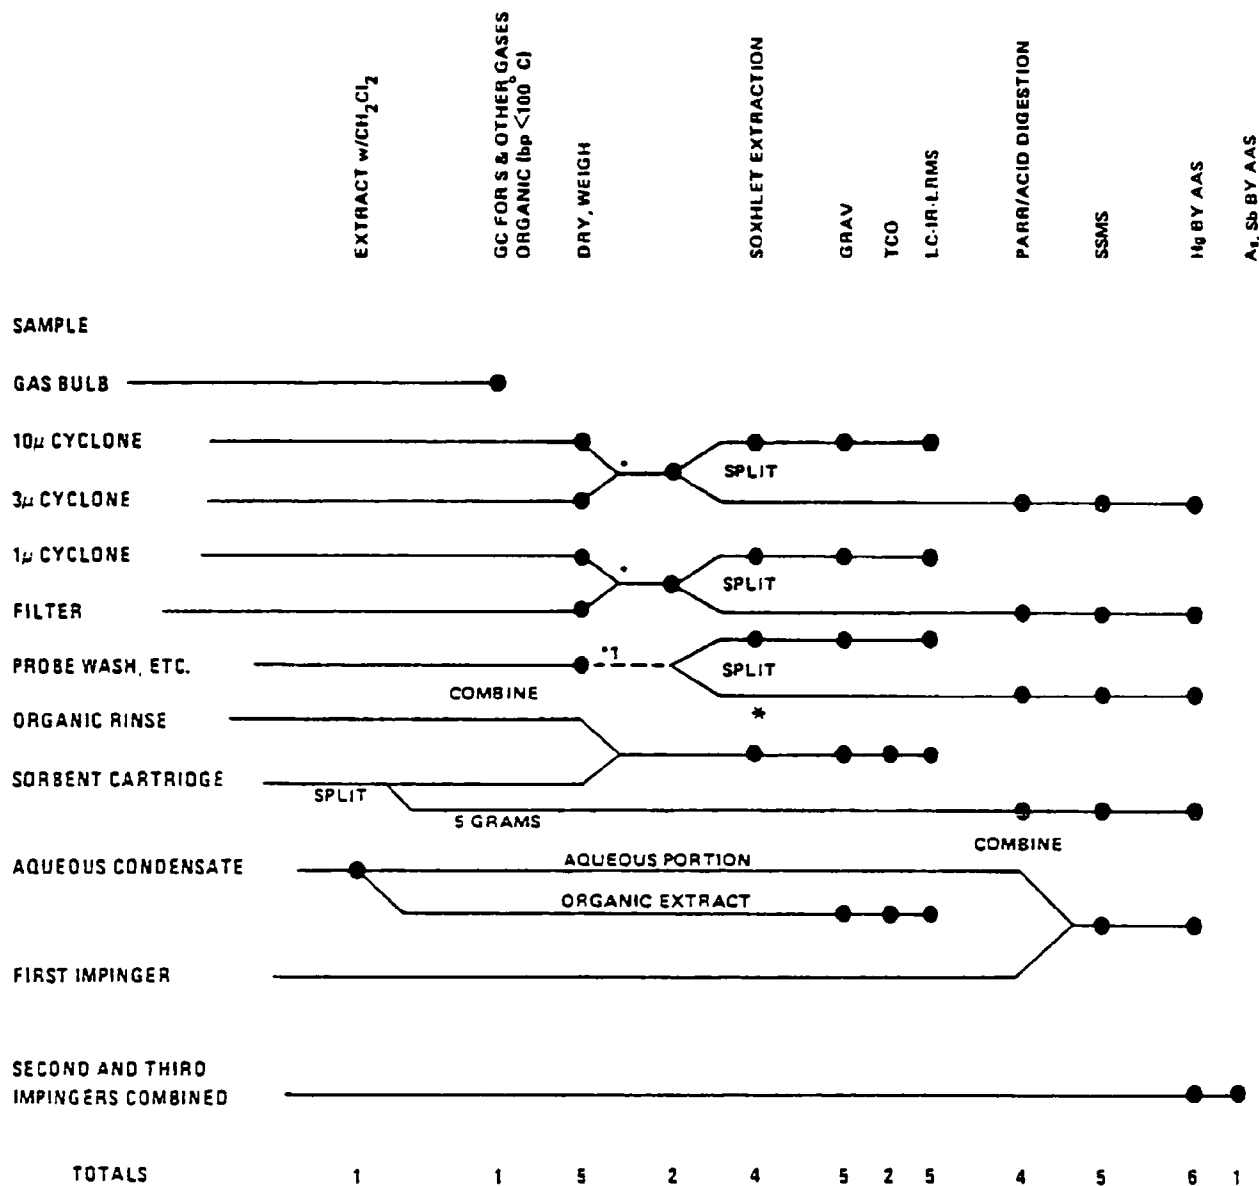 EXTRACT w/CH2Cl2
GC FOR S & OTHER GASES
ORGANIC (bp <100° C)
DRY, WEIGH
SOXHLET EXTRACTION
GRAV
TCO
LC-IR-LRMS
PARR/ACID DIGESTION
SSMS
Hg BY AAS
As, Sb BY AAS
SAMPLE
GAS BULB
10μ CYCLONE
*
SPLIT
3μ CYCLONE
1μ CYCLONE
*
SPLIT
FILTER
PROBE WASH, ETC.
SPLIT
COMBINE
ORGANIC RINSE
*
SORBENT CARTRIDGE
SPLIT
5 GRAMS
COMBINE
AQUEOUS CONDENSATE
AQUEOUS PORTION
ORGANIC EXTRACT
FIRST IMPINGER
SECOND AND THIRD
IMPINGERS COMBINED
TOTALS 1 1 5 2 4 5 2 5 4 5 6 1